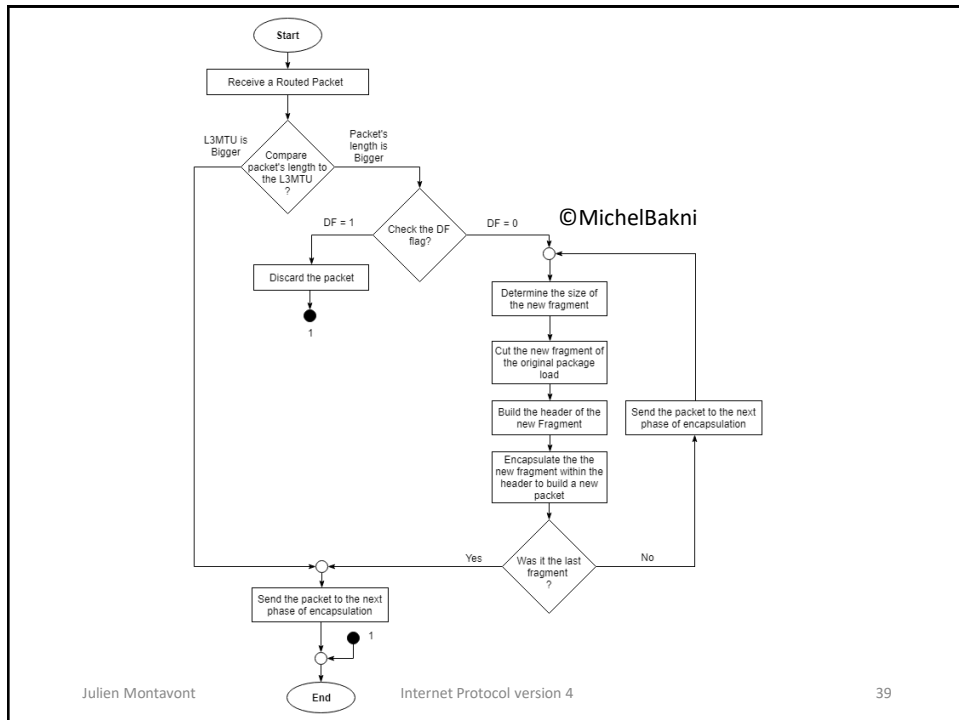 Start
Receive a Routed Packet
L3MTU is
Bigger
Compare
packet's length to
the L3MTU
?
Packet's
length is
Bigger
©MichelBakni
DF = 1
Check the DF
flag?
DF = 0
Discard the packet
1
Determine the size of
the new fragment
Cut the new fragment of
the original package
load
Build the header of the
new Fragment
Send the packet to the next
phase of encapsulation
Encapsulate the the
new fragment within the
header to build a new
packet
Yes
Was it the last
fragment
?
No
Send the packet to the next
phase of encapsulation
1
End
Julien Montavont
Internet Protocol version 4
39